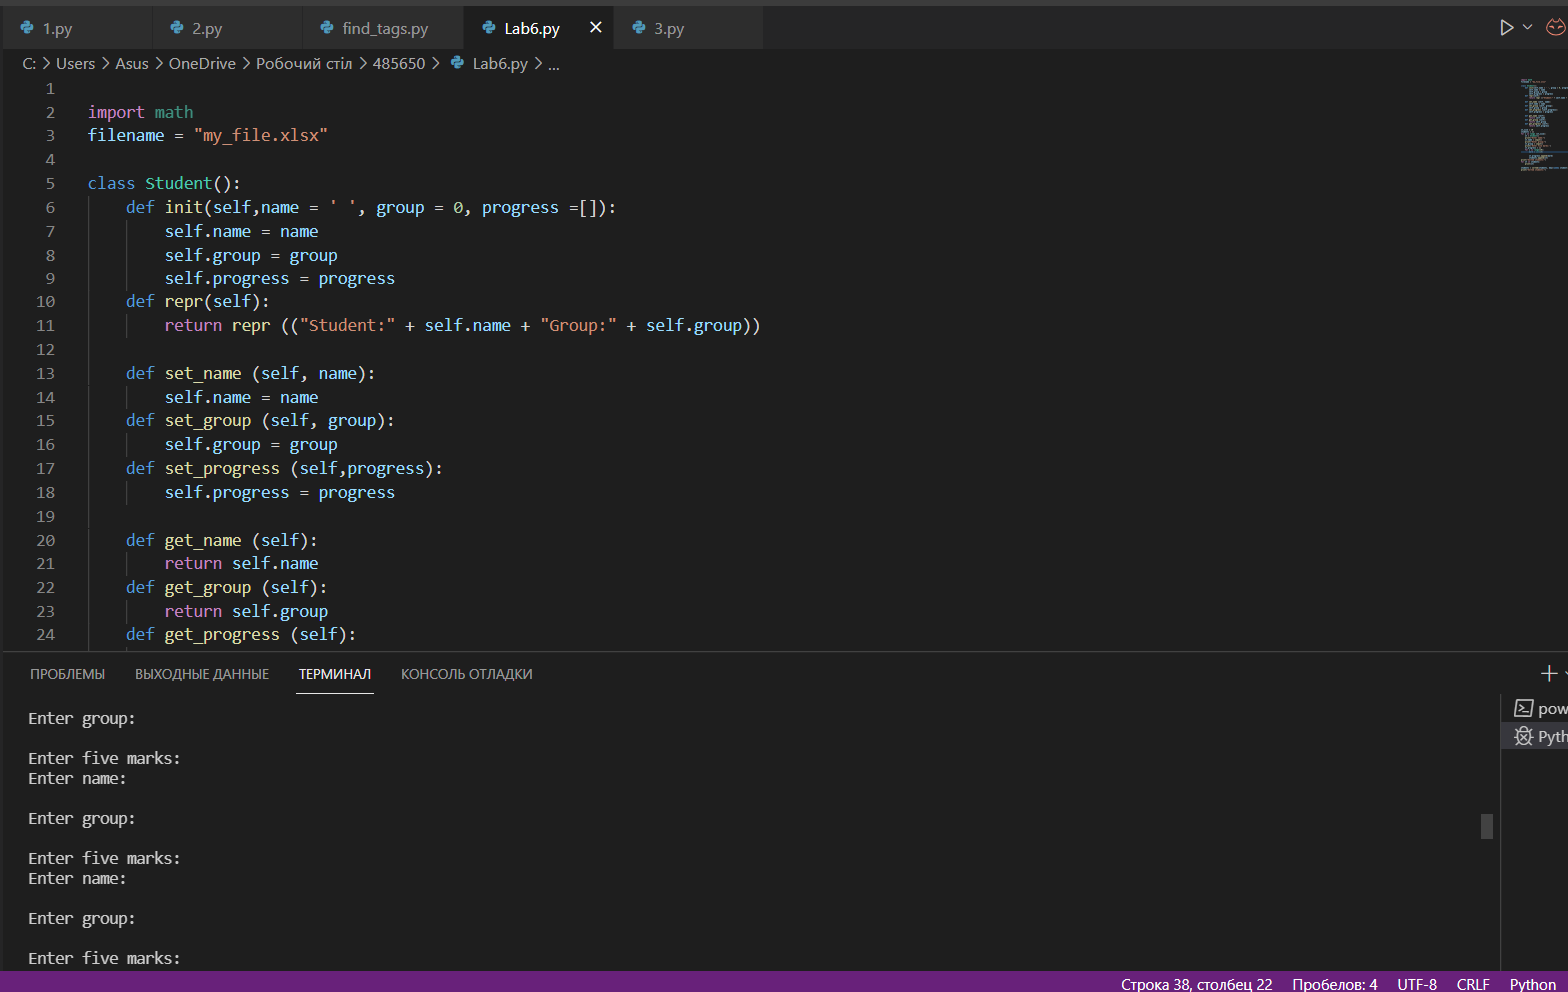 1.py 2.py find_tags.py Lab6.py 3.py
C: > Users > Asus > OneDrive > Робочий стіл > 485650 > Lab6.py > ...
1
2 import math
3 filename = "my_file.xlsx"
4
5 class Student():
6 def init(self,name = ' ', group = 0, progress =[]):
7 self.name = name
8 self.group = group
9 self.progress = progress
10 def repr(self):
11 return repr (("Student:" + self.name + "Group:" + self.group))
12
13 def set_name (self, name):
14 self.name = name
15 def set_group (self, group):
16 self.group = group
17 def set_progress (self,progress):
18 self.progress = progress
19
20 def get_name (self):
21 return self.name
22 def get_group (self):
23 return self.group
24 def get_progress (self):
ПРОБЛЕМЫ ВЫХОДНЫЕ ДАННЫЕ ТЕРМИНАЛ КОНСОЛЬ ОТЛАДКИ
Enter group:
Enter five marks:
Enter name:
Enter group:
Enter five marks:
Enter name:
Enter group:
Enter five marks:
pow
Pyth
Строка 38, столбец 22 Пробелов: 4 UTF-8 CRLF Python